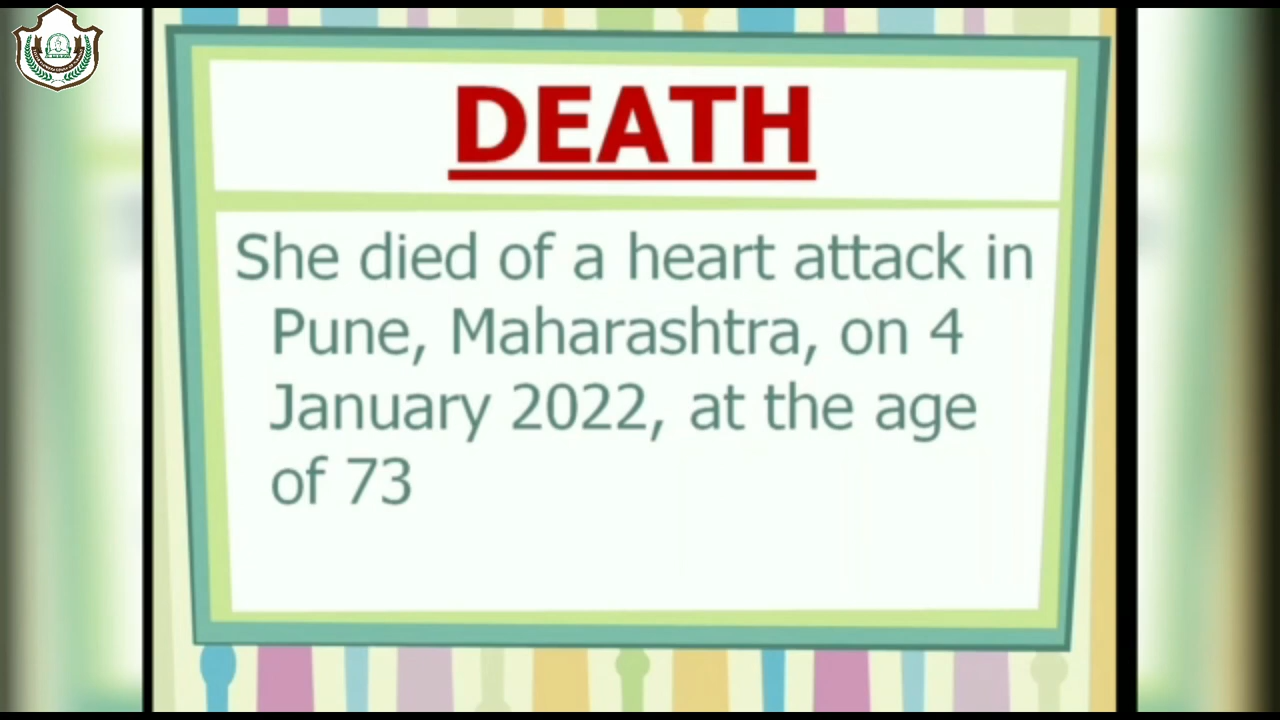 DEATH
She died of a heart attack in
Pune, Maharashtra, on 4
January 2022, at the age
of 73